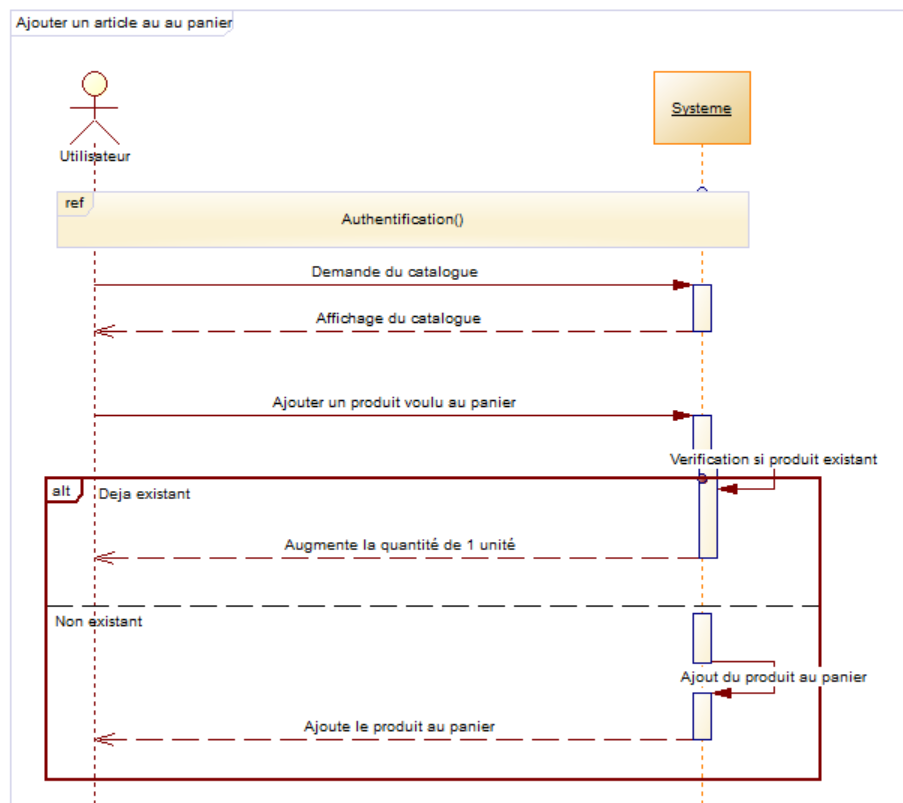 Ajouter un article au au panier
Systeme
Utilisateur
ref
Authentification()
Demande du catalogue
Affichage du catalogue
Ajouter un produit voulu au panier
Verification si produit existant
alt
Deja existant
Augmente la quantité de 1 unité
Non existant
Ajout du produit au panier
Ajoute le produit au panier